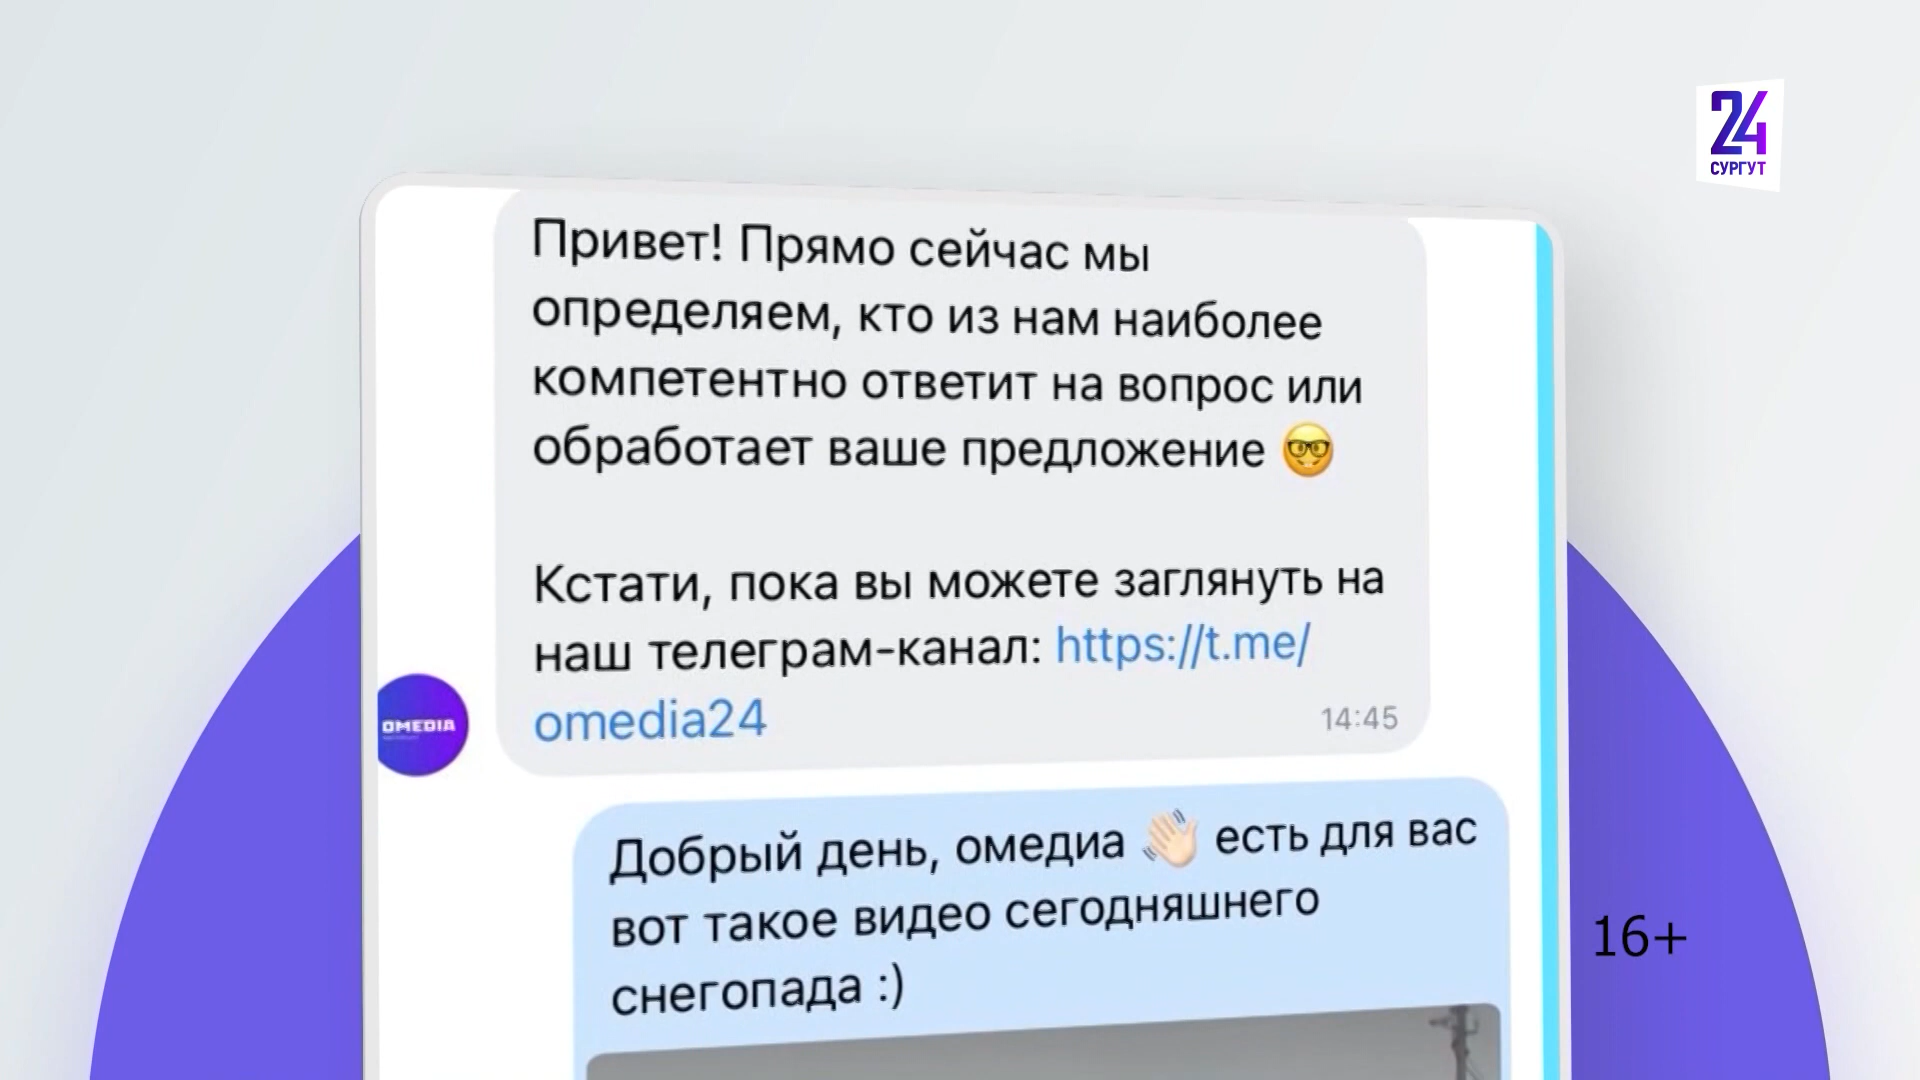 24
СУРГУТ
Привет! Прямо сейчас мы
определяем, кто из нам наиболее
компетентно ответит на вопрос или
обработает ваше предложение 🤓
Кстати, пока вы можете заглянуть на
наш телеграм-канал: https://t.me/
omedia24
14:45
OMEDIA
Добрый день, омедиа 👋🏻 есть для вас
вот такое видео сегодняшнего
снегопада :)
16+